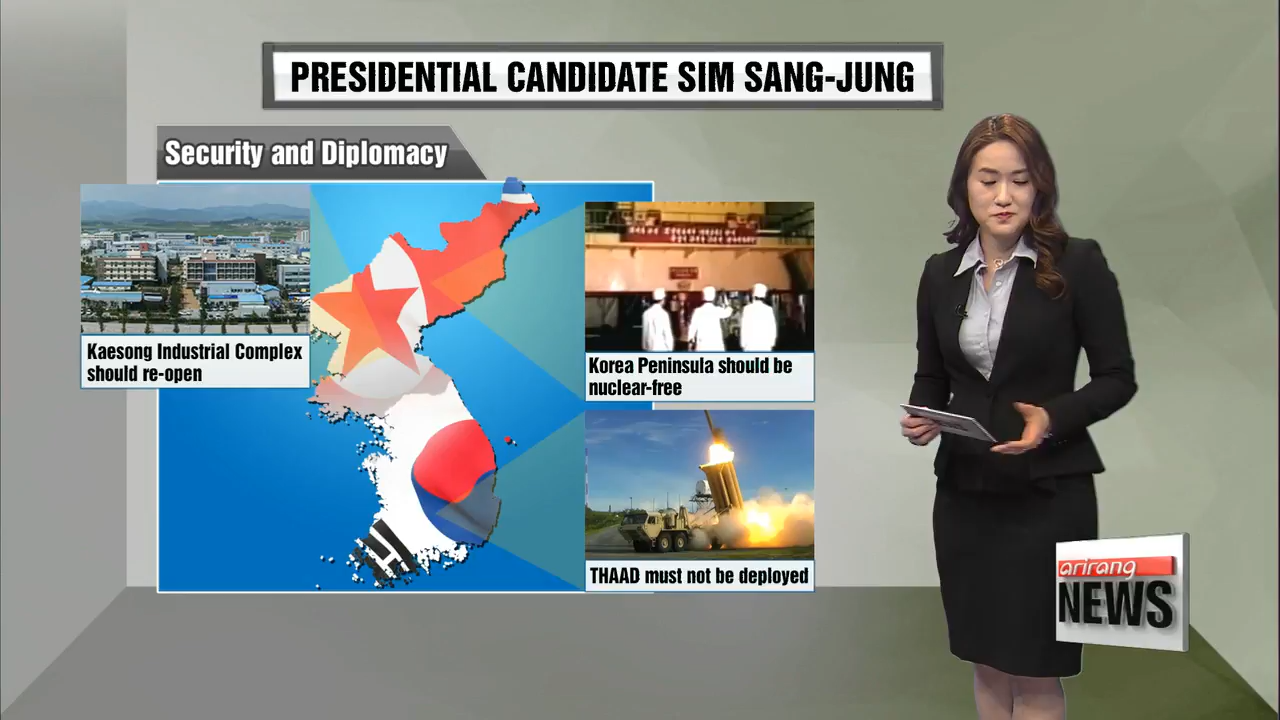 PRESIDENTIAL CANDIDATE SIM SANG-JUNG
Security and Diplomacy
Kaesong Industrial Complex
should re-open
Korea Peninsula should be
nuclear-free
THAAD must not be deployed
arirang
NEWS